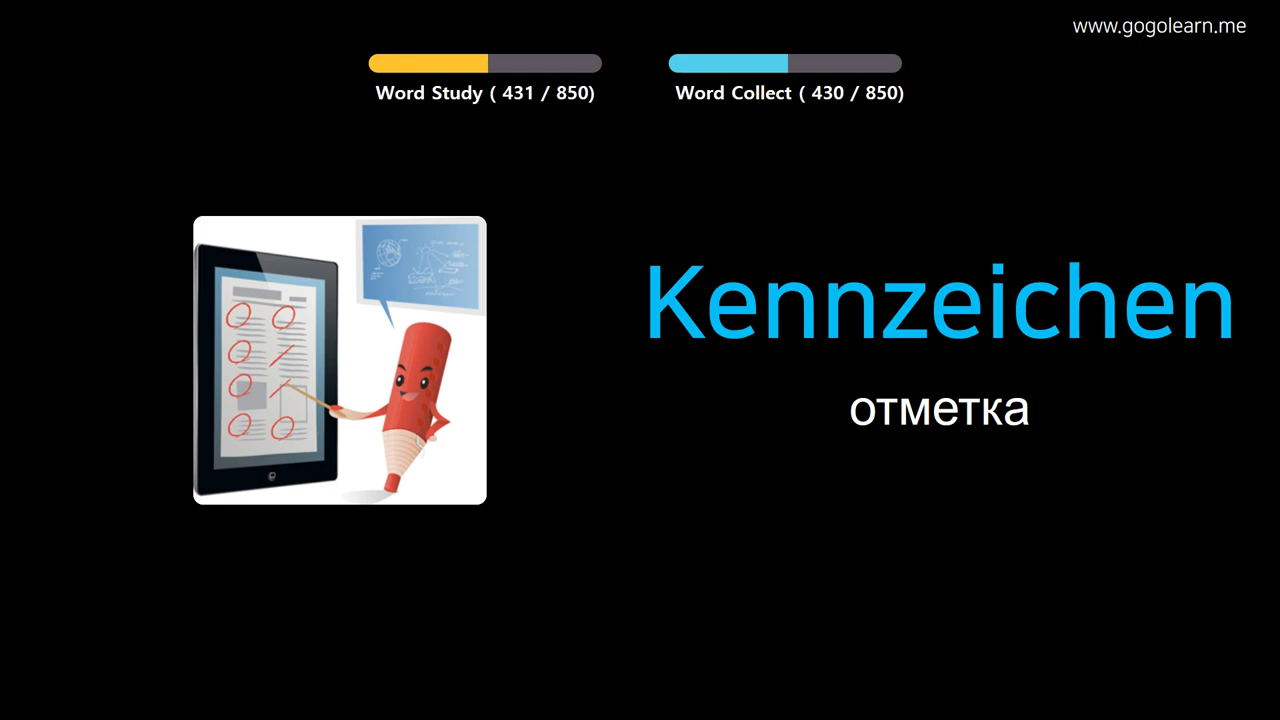 www.gogolearn.me
Word Study ( 431 / 850)
Word Collect ( 430 / 850)
Kennzeichen
отметка